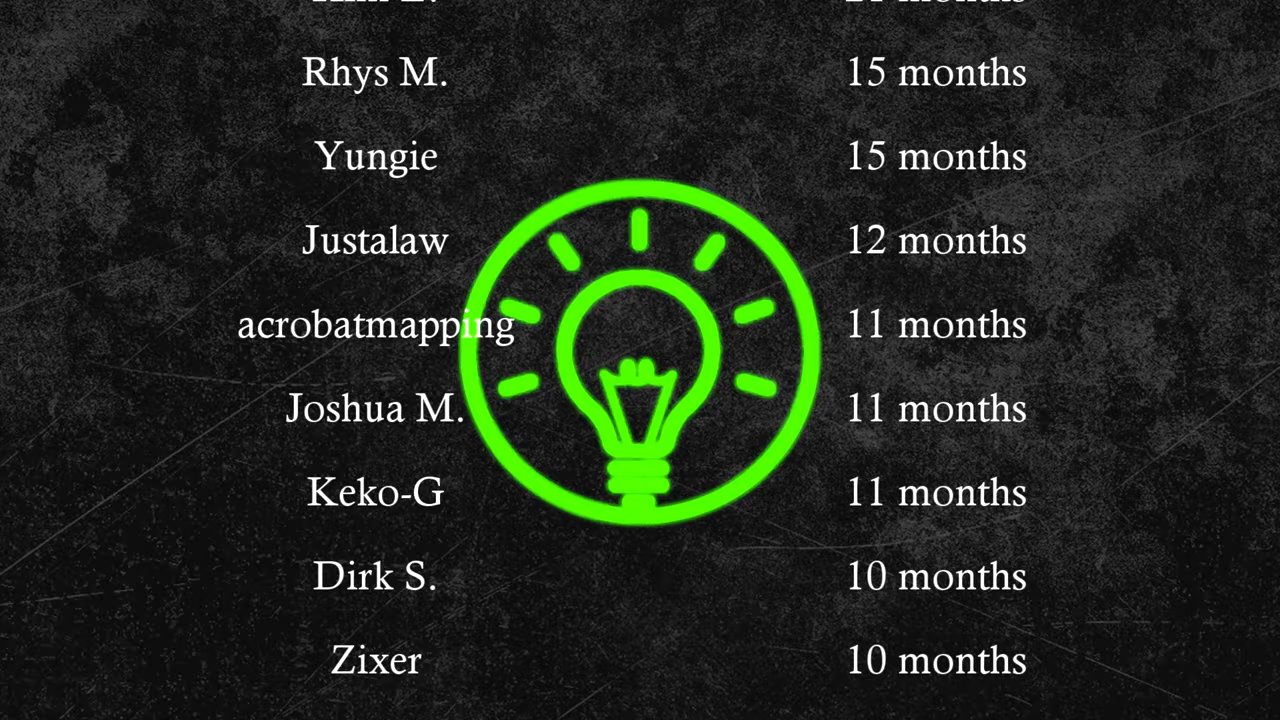 Rhys M. 15 months
Yungie 15 months
Justalaw 12 months
acrobatmapping 11 months
Joshua M. 11 months
Keko-G 11 months
Dirk S. 10 months
Zixer 10 months